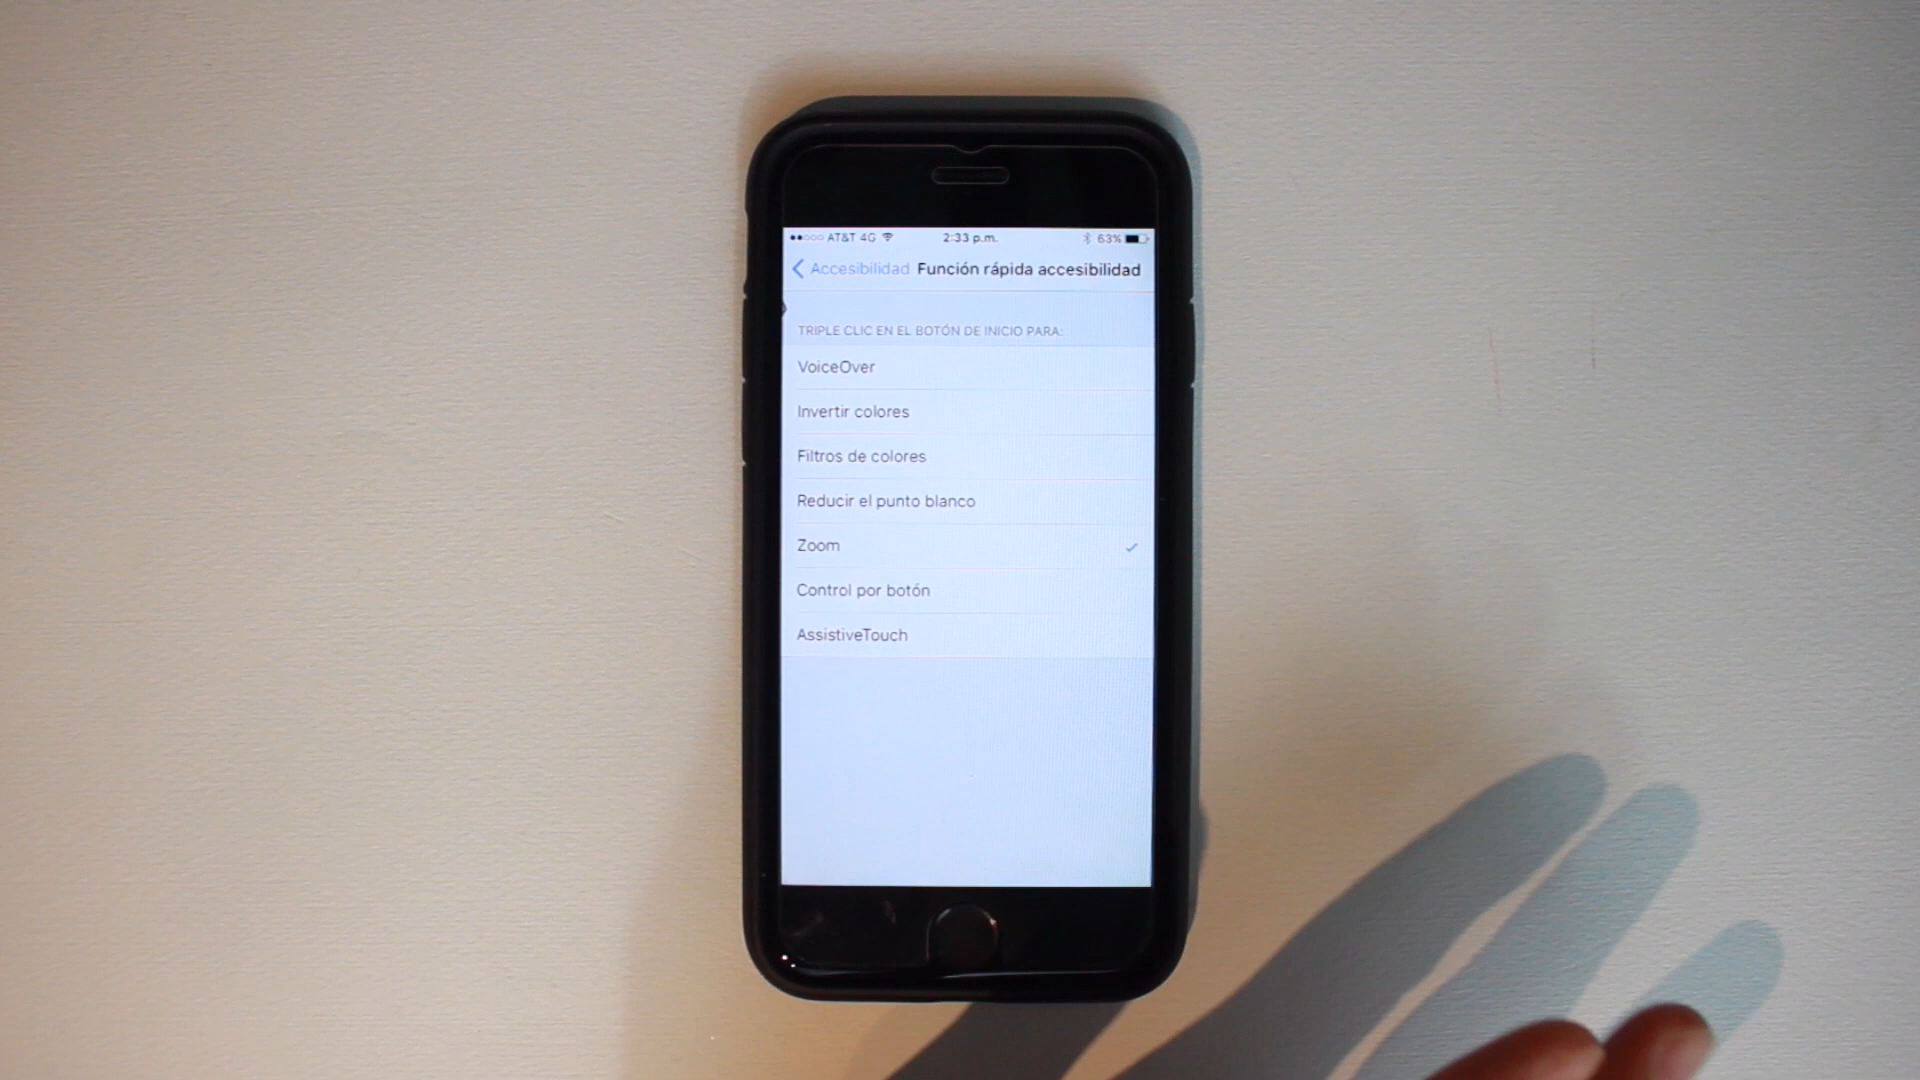 AT&T 4G 2:33 p.m. 63%
Accesibilidad Función rápida accesibilidad
TRIPLE CLIC EN EL BOTÓN DE INICIO PARA:
VoiceOver
Invertir colores
Filtros de colores
Reducir el punto blanco
Zoom
Control por botón
AssistiveTouch